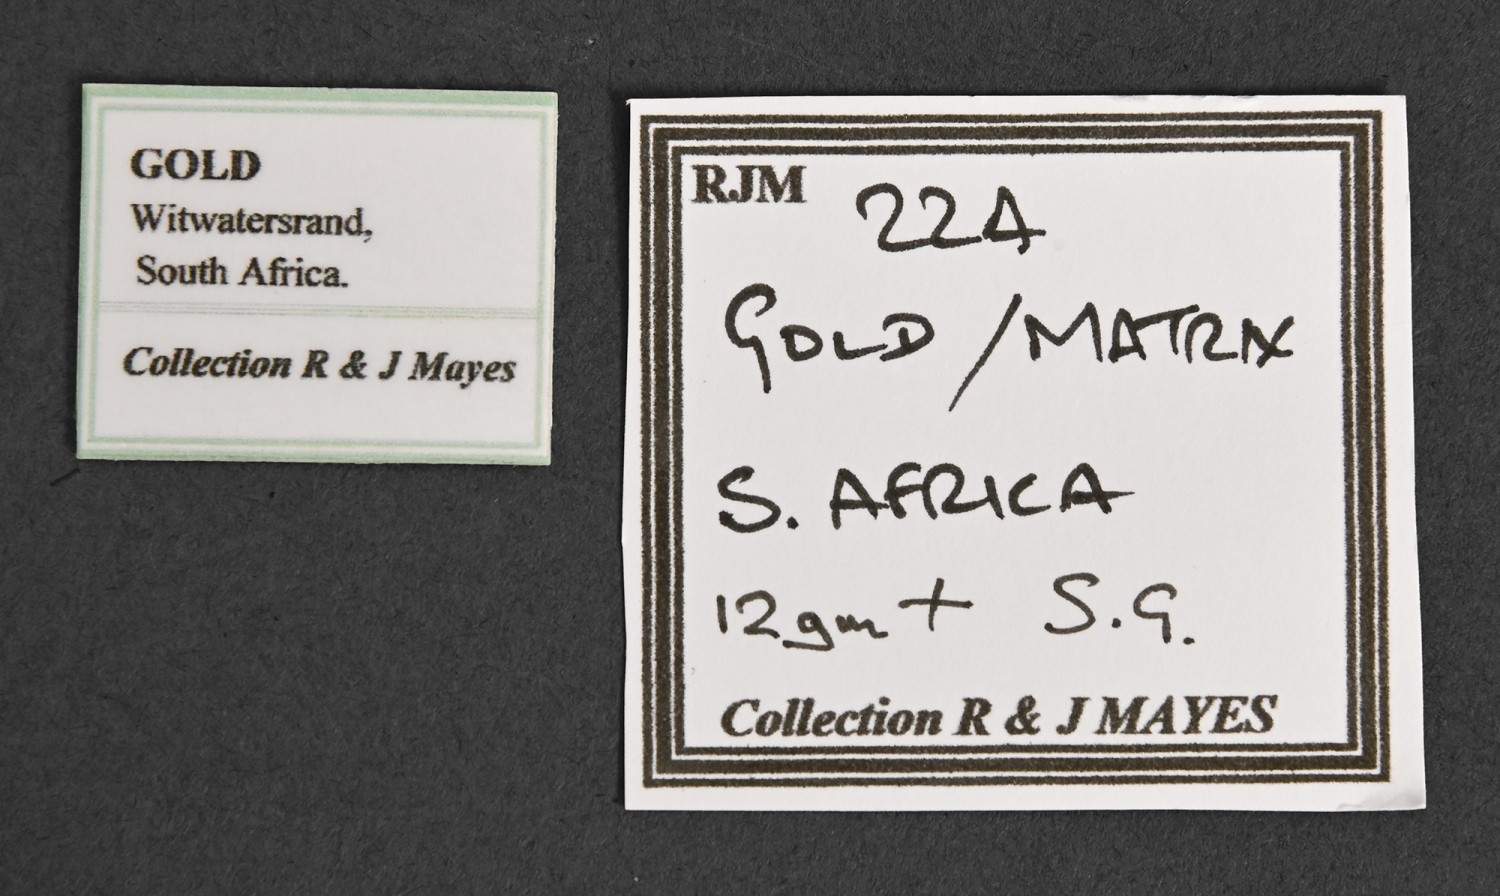 GOLD
Witwatersrand,
South Africa.
Collection R & J Mayes
RJM 224
GOLD / MATRIX
S. AFRICA
12gm + S.G.
Collection R & J MAYES